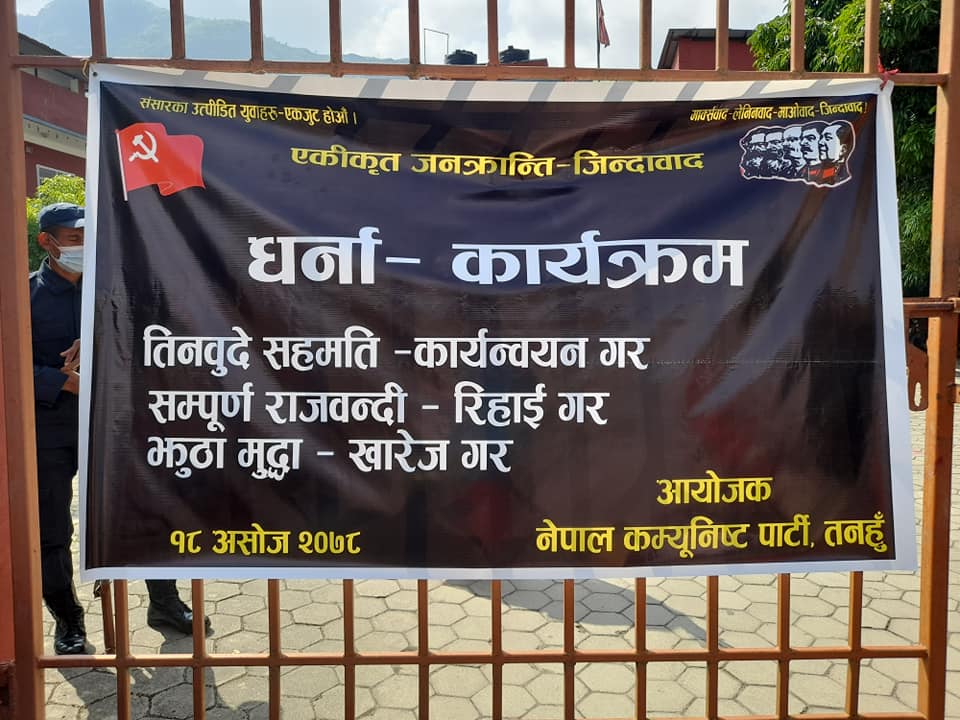 संसारका उत्पीडित युवाहरु-एकजुट होऔं ।
मार्क्सवाद-लेनिनवाद-माओवाद-जिन्दावाद !
एकीकृत जनक्रान्ति-जिन्दावाद
धर्ना- कार्यक्रम
तिनवुदे सहमति -कार्यन्वयन गर
सम्पूर्ण राजवन्दी - रिहाई गर
झुठा मुद्धा - खारेज गर
आयोजक
१८ असोज २०७८
नेपाल कम्यूनिष्ट पार्टी, तनहुँ